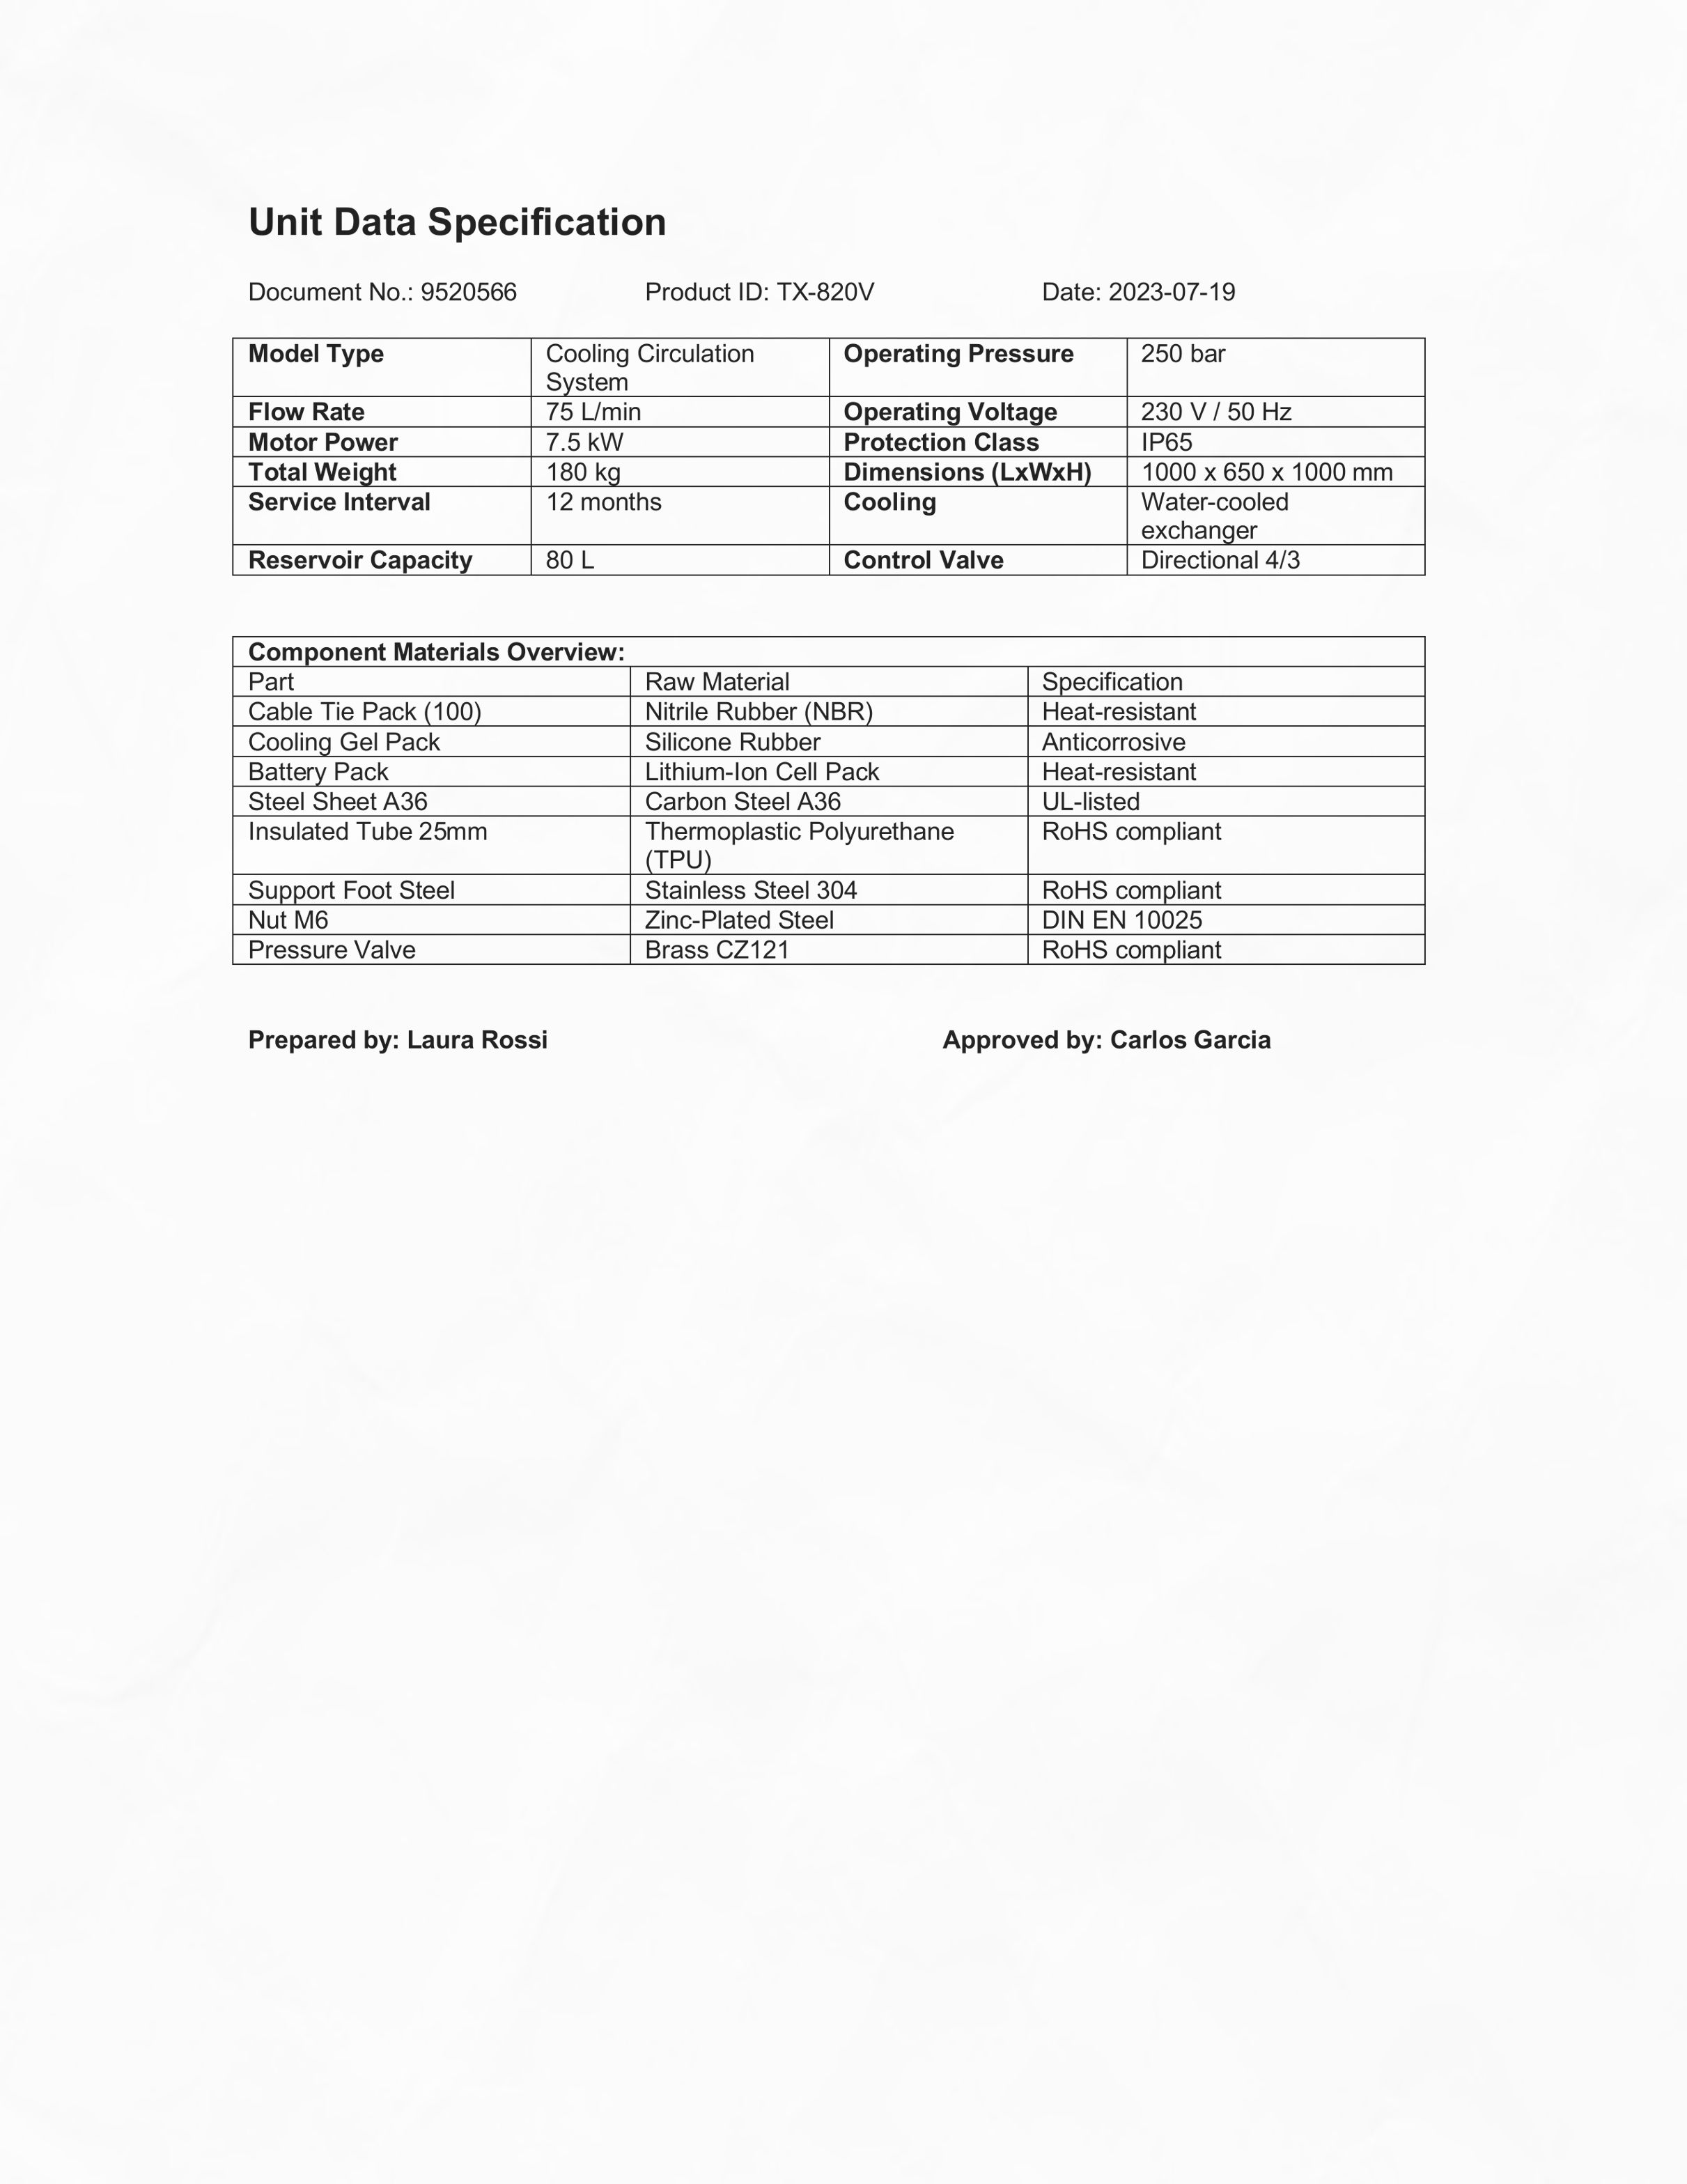 Unit Data Specification
Document No.: 9520566 Product ID: TX-820V Date: 2023-07-19
Model Type Cooling Circulation System Operating Pressure 250 bar
Flow Rate 75 L/min Operating Voltage 230 V / 50 Hz
Motor Power 7.5 kW Protection Class IP65
Total Weight 180 kg Dimensions (LxWxH) 1000 x 650 x 1000 mm
Service Interval 12 months Cooling Water-cooled exchanger
Reservoir Capacity 80 L Control Valve Directional 4/3
Component Materials Overview:
Part Raw Material Specification
Cable Tie Pack (100) Nitrile Rubber (NBR) Heat-resistant
Cooling Gel Pack Silicone Rubber Anticorrosive
Battery Pack Lithium-Ion Cell Pack Heat-resistant
Steel Sheet A36 Carbon Steel A36 UL-listed
Insulated Tube 25mm Thermoplastic Polyurethane (TPU) RoHS compliant
Support Foot Steel Stainless Steel 304 RoHS compliant
Nut M6 Zinc-Plated Steel DIN EN 10025
Pressure Valve Brass CZ121 RoHS compliant
Prepared by: Laura Rossi Approved by: Carlos Garcia